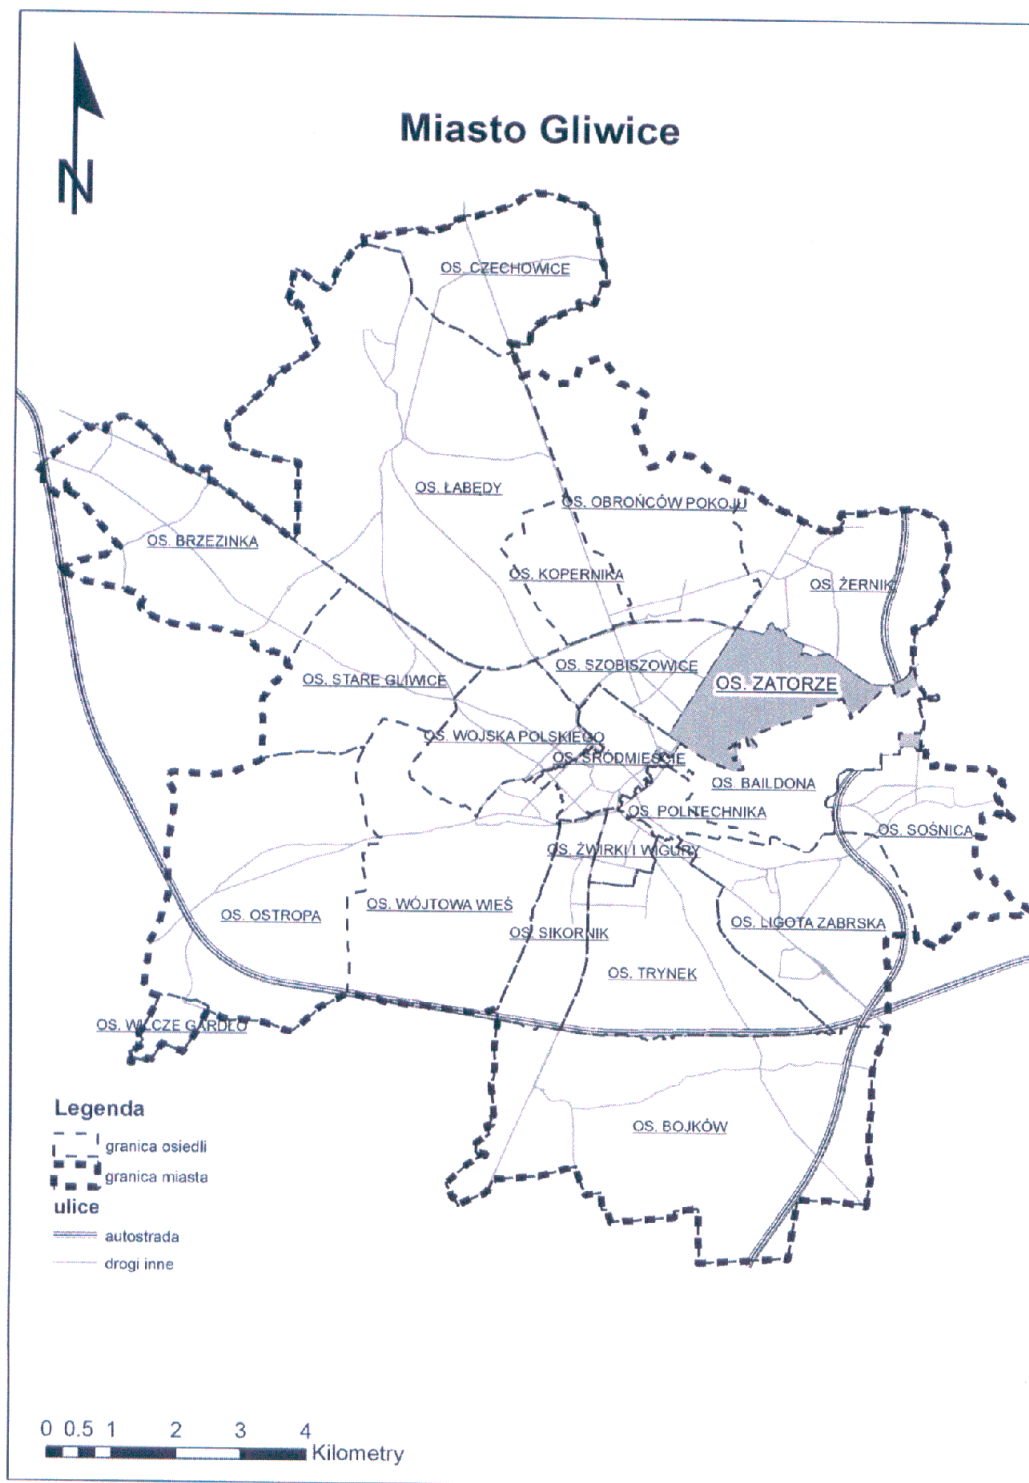 N
Miasto Gliwice
OS. CZECHOWICE
OS. ŁABĘDY
OS. OBROŃCÓW POKOJU
OS. BRZEZINKA
OS. KOPERNIKA
OS. ŻERNIKI
OS. SZOBISZOWICE
OS. STARE GLIWICE
OS. ZATORZE
OS. WOJSKA POLSKIEGO
OS. ŚRÓDMIEŚCIE
OS. BAILDONA
OS. POLITECHNIKA
OS. SOŚNICA
OS. ŻWIRKI I WIGURY
OS. WÓJTOWA WIEŚ
OS. OSTROPA
OS. LIGOTA ZABRSKA
OS. SIKORNIK
OS. TRYNEK
OS. WILCZE GARDŁO
OS. BOJKÓW
Legenda
granica osiedli
granica miasta
ulice
autostrada
drogi inne
0 0.5 1 2 3 4
Kilometry